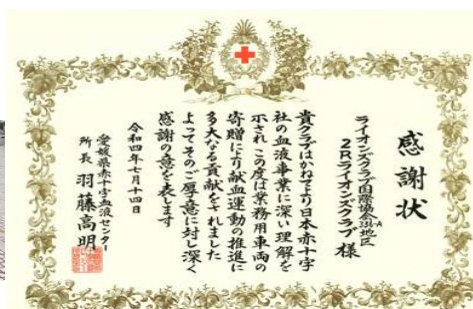 感謝状
ライオンズクラブ国際協会336-A地区
2Rライオンズクラブ 様
貴クラブはかねてより日本赤十字
社の血液事業に深い理解を
示されこの度は業務用車両の
寄贈により献血運動の推進に
多大なる貢献をされました
よってそのご厚意に対し深く
感謝の意を表します
令和四年七月十四日
愛媛県赤十字血液センター
所長 羽藤高明